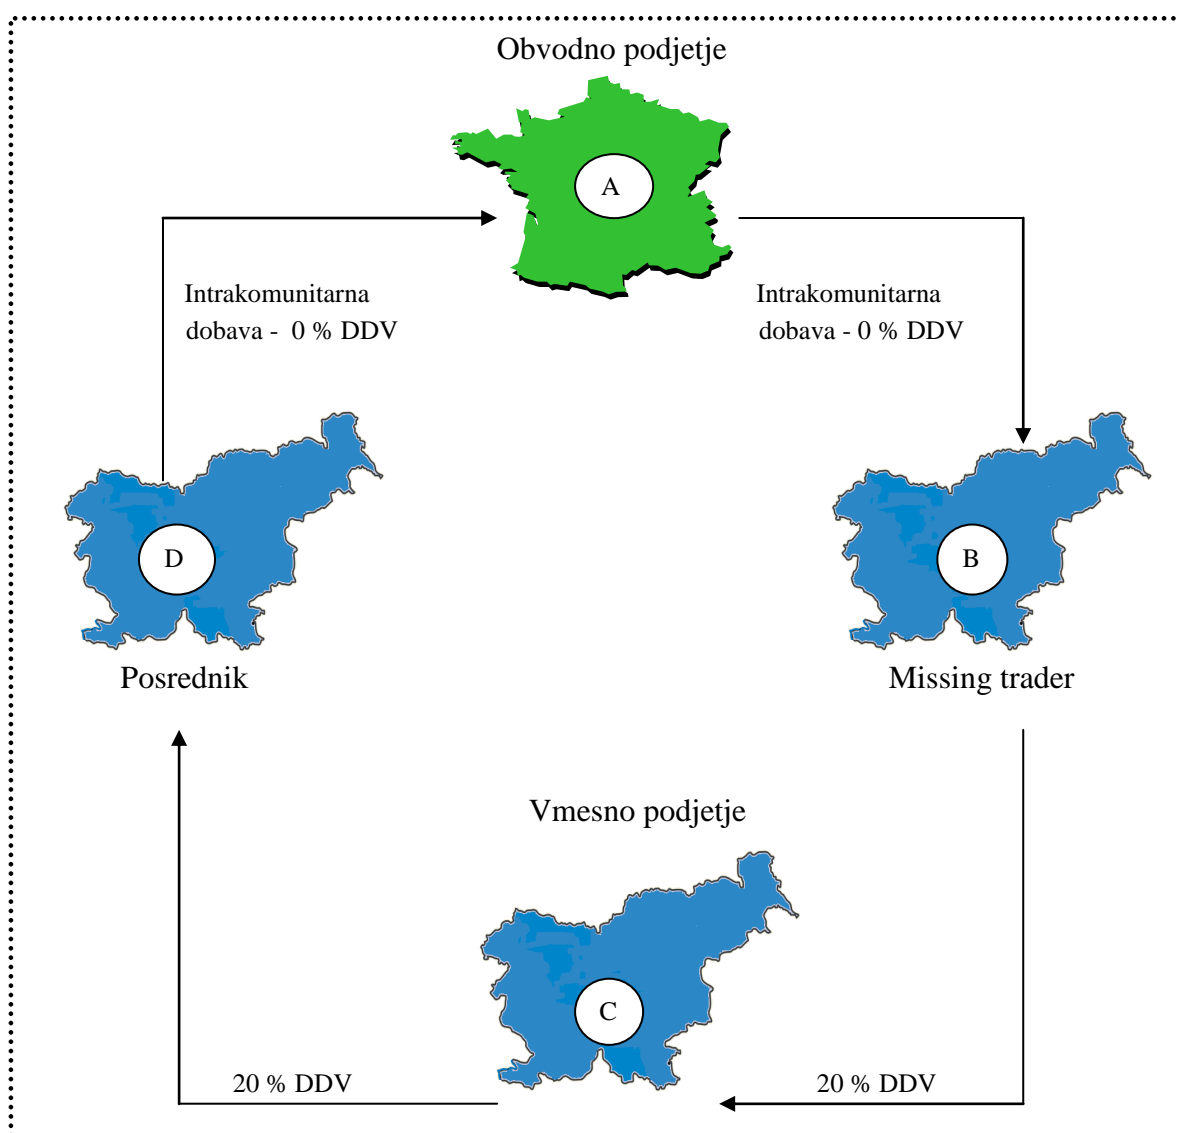 Obvodno podjetje
A
Intrakomunitarna
dobava - 0 % DDV
Intrakomunitarna
dobava - 0 % DDV
D
B
Posrednik
Missing trader
Vmesno podjetje
C
20 % DDV
20 % DDV